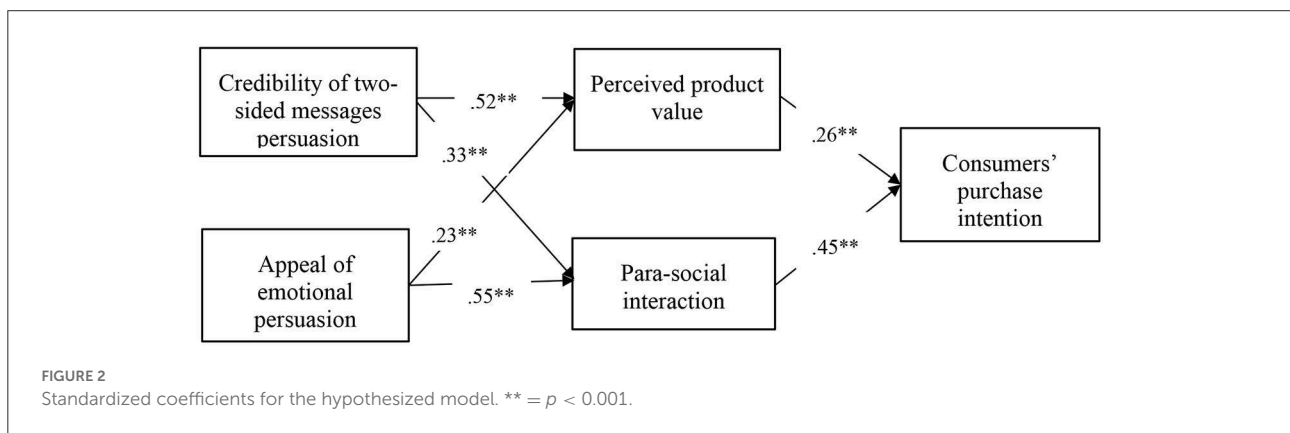 Credibility of two-
sided messages
persuasion
.52**
Perceived product
value
.33**
.26**
Consumers'
purchase
intention
.23**
.45**
Appeal of
emotional
persuasion
.55**
Para-social
interaction
FIGURE 2
Standardized coefficients for the hypothesized model. ** = p < 0.001.